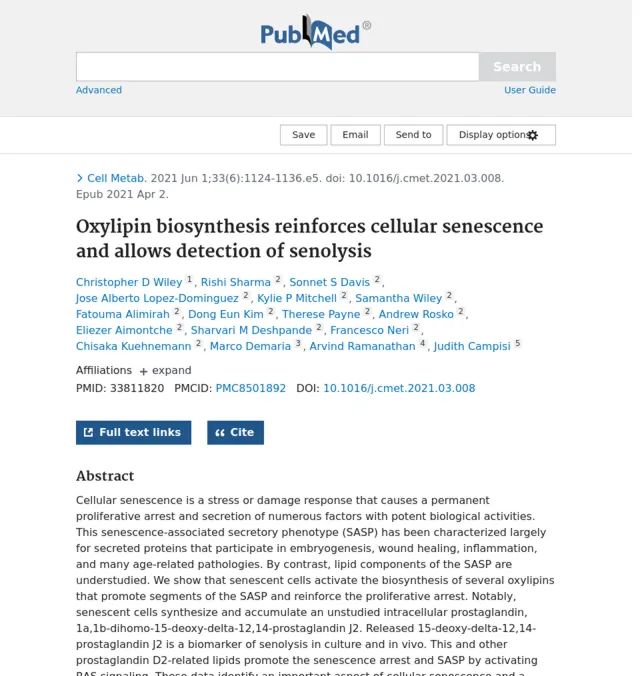 PubMed®
Search
Advanced
User Guide
Save
Email
Send to
Display options
Cell Metab. 2021 Jun 1;33(6):1124-1136.e5. doi: 10.1016/j.cmet.2021.03.008.
Epub 2021 Apr 2.
Oxylipin biosynthesis reinforces cellular senescence
and allows detection of senolysis
Christopher D Wiley 1, Rishi Sharma 2, Sonnet S Davis 2,
Jose Alberto Lopez-Dominguez 2, Kylie P Mitchell 2, Samantha Wiley 2,
Fatouma Alimirah 2, Dong Eun Kim 2, Therese Payne 2, Andrew Rosko 2,
Eliezer Aimontche 2, Sharvari M Deshpande 2, Francesco Neri 2,
Chisaka Kuehnemann 2, Marco Demaria 3, Arvind Ramanathan 4, Judith Campisi 5
Affiliations + expand
PMID: 33811820 PMCID: PMC8501892 DOI: 10.1016/j.cmet.2021.03.008
Full text links
Cite
Abstract
Cellular senescence is a stress or damage response that causes a permanent
proliferative arrest and secretion of numerous factors with potent biological activities.
This senescence-associated secretory phenotype (SASP) has been characterized largely
for secreted proteins that participate in embryogenesis, wound healing, inflammation,
and many age-related pathologies. By contrast, lipid components of the SASP are
understudied. We show that senescent cells activate the biosynthesis of several oxylipins
that promote segments of the SASP and reinforce the proliferative arrest. Notably,
senescent cells synthesize and accumulate an unstudied intracellular prostaglandin,
1a,1b-dihomo-15-deoxy-delta-12,14-prostaglandin J2. Released 15-deoxy-delta-12,14-
prostaglandin J2 is a biomarker of senolysis in culture and in vivo. This and other
prostaglandin D2-related lipids promote the senescence arrest and SASP by activating
RAS signaling. These data identify an important aspect of cellular senescence and a